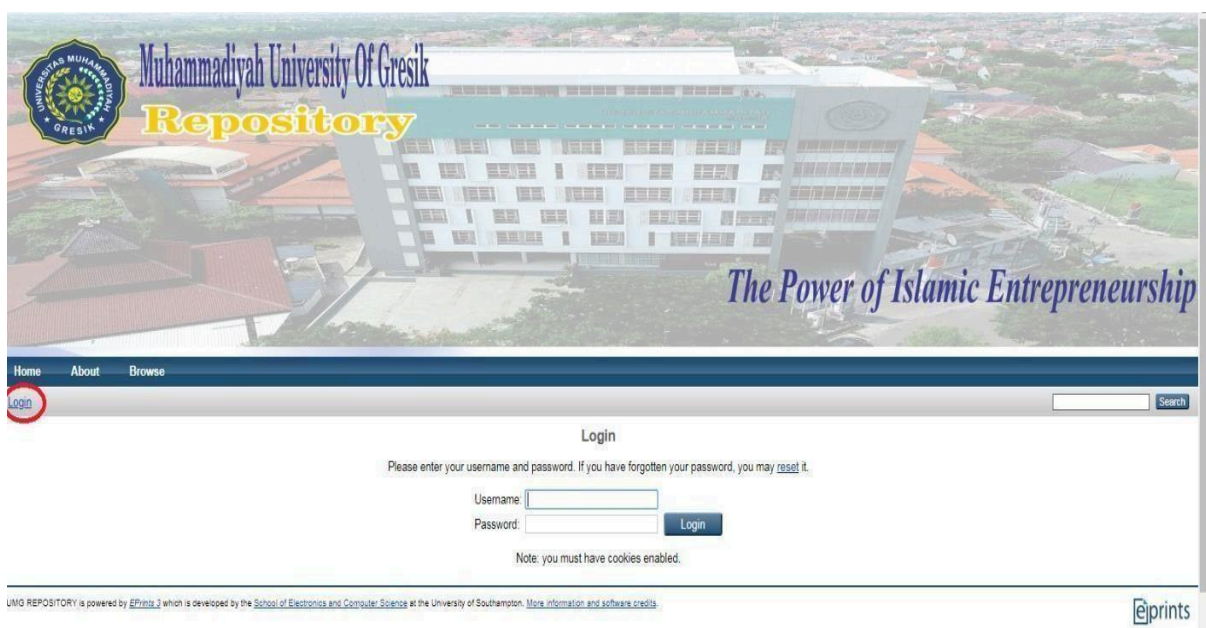 UNIVERSITAS MUHAMMADIYAH
GRESIK
Muhammadiyah University Of Gresik
Repository
The Power of Islamic Entrepreneurship
Home About Browse
Login
Search
Login
Please enter your username and password. If you have forgotten your password, you may reset it.
Username:
Password:
Login
Note: you must have cookies enabled.
UMG REPOSITORY is powered by EPrints 3 which is developed by the School of Electronics and Computer Science at the University of Southampton. More information and software credits.
eprints